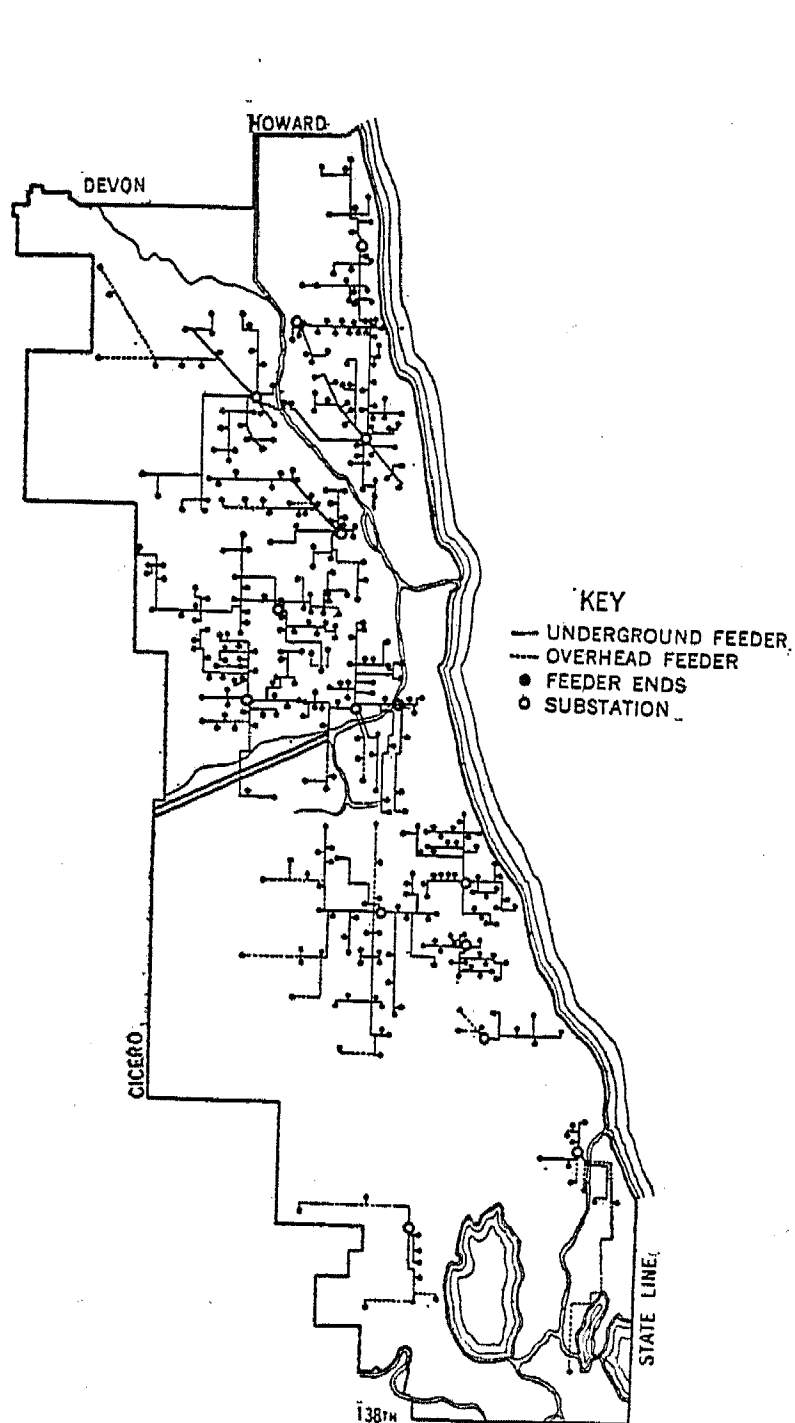 HOWARD
DEVON
KEY
UNDERGROUND FEEDER
OVERHEAD FEEDER
FEEDER ENDS
SUBSTATION
CICERO
STATE LINE
138TH